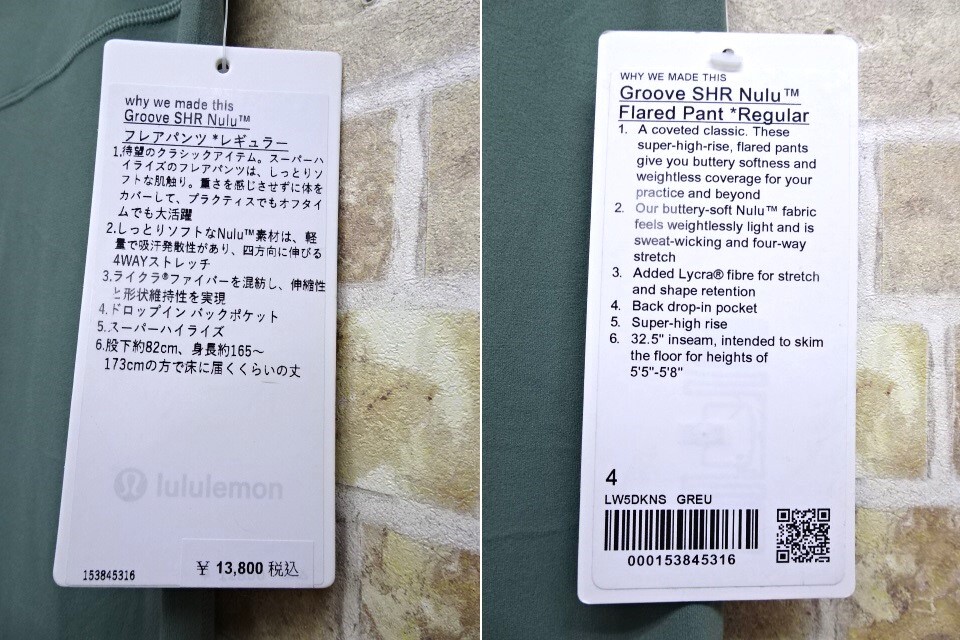 why we made this
Groove SHR Nulu™
フレアパンツ *レギュラー
1.待望のクラシックアイテム。スーパーハ
イライズのフレアパンツは、しっとりソ
フトな肌触り。重さを感じさせずに体を
カバーして、プラクティスでもオフタイ
ムでも大活躍
2.しっとりソフトなNulu™素材は、軽
量で吸汗発散性があり、四方向に伸びる
4WAYストレッチ
3.ライクラ®ファイバーを混紡し、伸縮性
と形状維持性を実現
4.ドロップイン バックポケット
5.スーパーハイライズ
6.股下約82cm、身長約165～
173cmの方で床に届くくらいの丈
lululemon
￥ 13,800 税込
153845316
WHY WE MADE THIS
Groove SHR Nulu™
Flared Pant *Regular
1. A coveted classic. These
super-high-rise, flared pants
give you buttery softness and
weightless coverage for your
practice and beyond
2. Our buttery-soft Nulu™ fabric
feels weightlessly light and is
sweat-wicking and four-way
stretch
3. Added Lycra® fibre for stretch
and shape retention
4. Back drop-in pocket
5. Super-high rise
6. 32.5" inseam, intended to skim
the floor for heights of
5'5"-5'8"
4
LW5DKNS GREU
000153845316